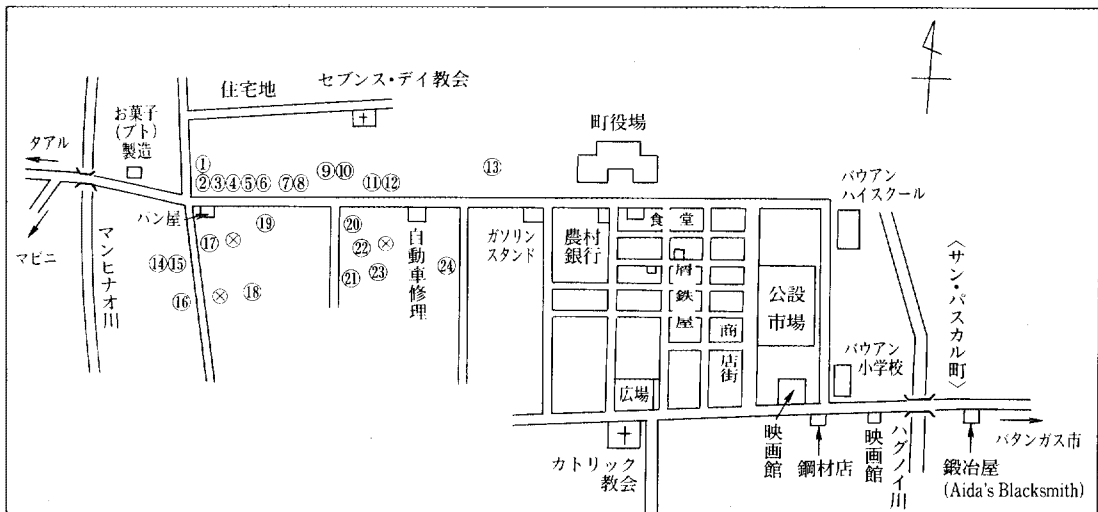 住宅地
セブンス・デイ教会
お菓子
(プト)
製造
タアル
町役場
①
②③④⑤⑥
⑦⑧
⑨⑩
⑪⑫
⑬
バウアン
ハイスクール
パン屋
マビニ
マンヒナオ川
⑭⑮
⑯
⑰
⑱
⑲
⑳
㉑
㉒
㉓
㉔
自動車修理
ガソリン
スタンド
農村
銀行
食堂
屑鉄屋
商店街
公設
市場
〈サン・パスカル町〉
バウアン
小学校
広場
カトリック
教会
映画館
鋼材店
映画館
ハグノイ川
バタンガス市
鍛冶屋
(Aida's Blacksmith)